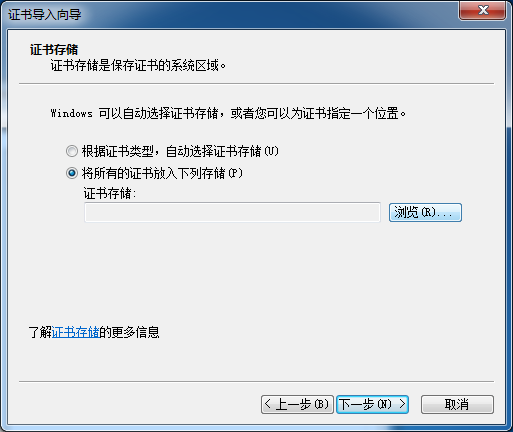 证书导入向导
证书存储
证书存储是保存证书的系统区域。
Windows 可以自动选择证书存储，或者您可以为证书指定一个位置。
根据证书类型，自动选择证书存储(U)
将所有的证书放入下列存储(P)
证书存储:
浏览(R)...
了解证书存储的更多信息
< 上一步(B)
下一步(N) >
取消